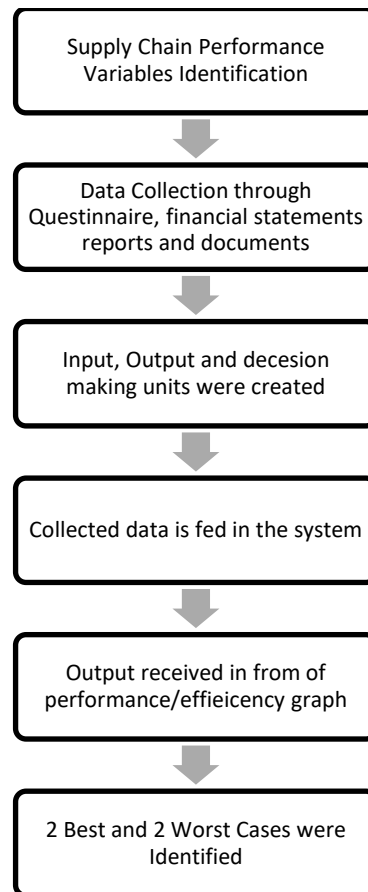 Supply Chain Performance
Variables Identification
Data Collection through
Questinnaire, financial statements
reports and documents
Input, Output and decesion
making units were created
Collected data is fed in the system
Output received in from of
performance/effieicency graph
2 Best and 2 Worst Cases were
Identified